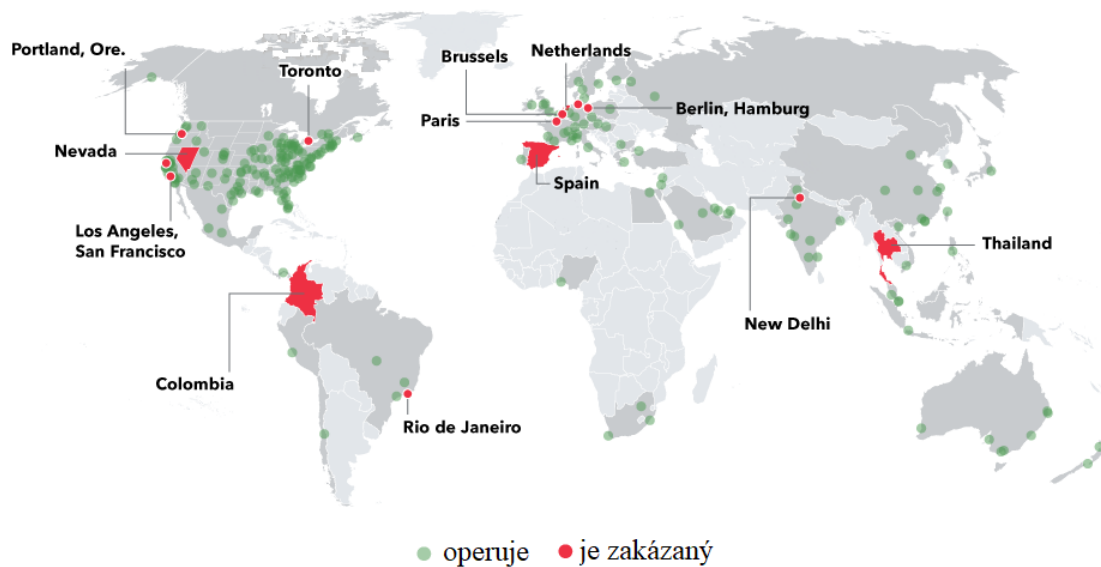 Portland, Ore.
Toronto
Brussels
Netherlands
Berlin, Hamburg
Paris
Nevada
Spain
Los Angeles,
San Francisco
Thailand
New Delhi
Colombia
Rio de Janeiro
operuje
je zakázaný